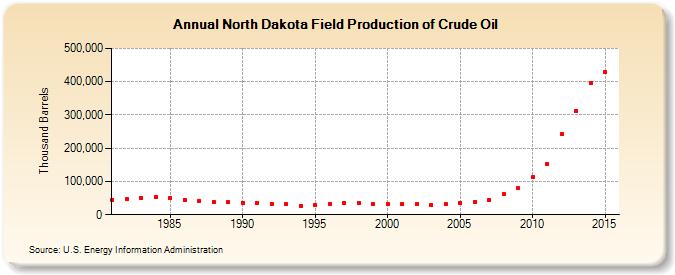 Annual North Dakota Field Production of Crude Oil
Thousand Barrels
500,000
400,000
300,000
200,000
100,000
0
1985 1990 1995 2000 2005 2010 2015
Source: U.S. Energy Information Administration